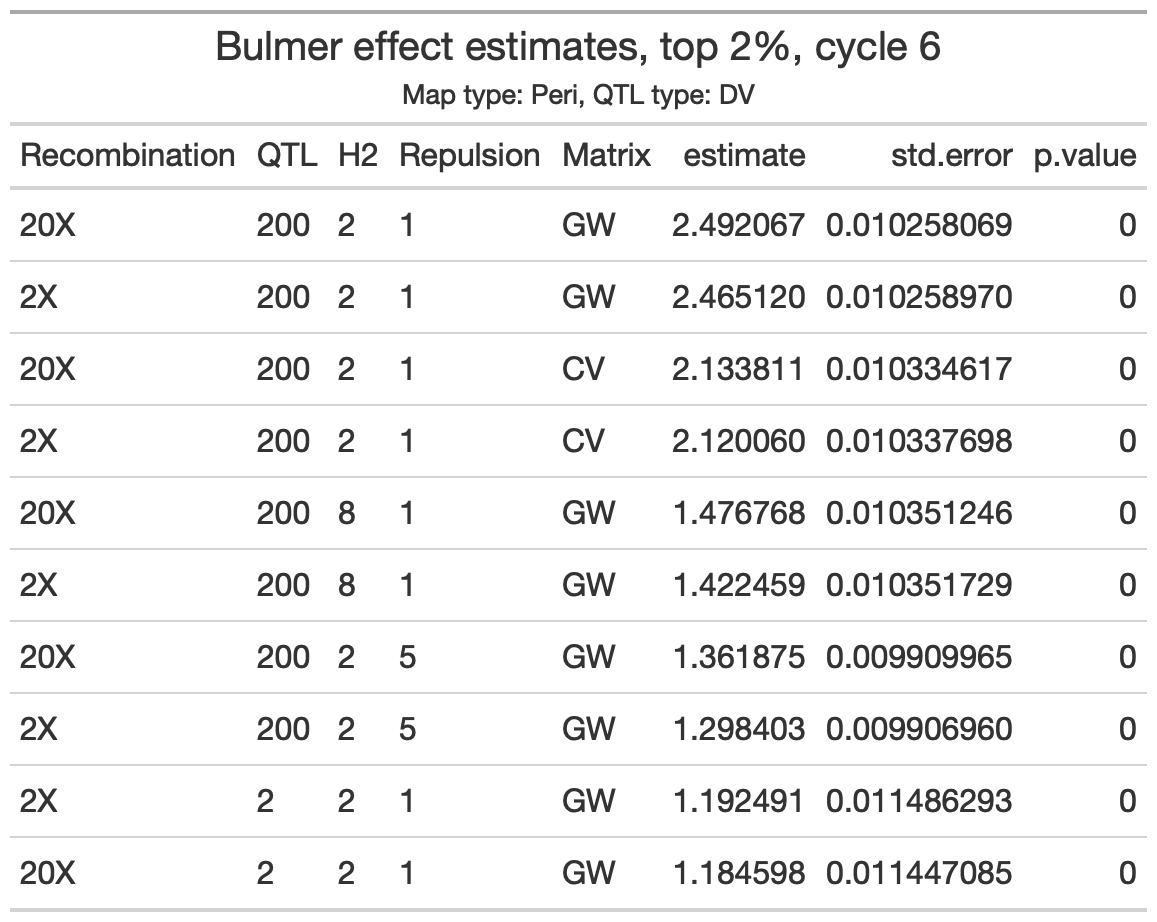 Bulmer effect estimates, top 2%, cycle 6
Map type: Peri, QTL type: DV
Recombination QTL H2 Repulsion Matrix estimate std.error p.value
20X 200 2 1 GW 2.492067 0.010258069 0
2X 200 2 1 GW 2.465120 0.010258970 0
20X 200 2 1 CV 2.133811 0.010334617 0
2X 200 2 1 CV 2.120060 0.010337698 0
20X 200 8 1 GW 1.476768 0.010351246 0
2X 200 8 1 GW 1.422459 0.010351729 0
20X 200 2 5 GW 1.361875 0.009909965 0
2X 200 2 5 GW 1.298403 0.009906960 0
2X 2 2 1 GW 1.192491 0.011486293 0
20X 2 2 1 GW 1.184598 0.011447085 0